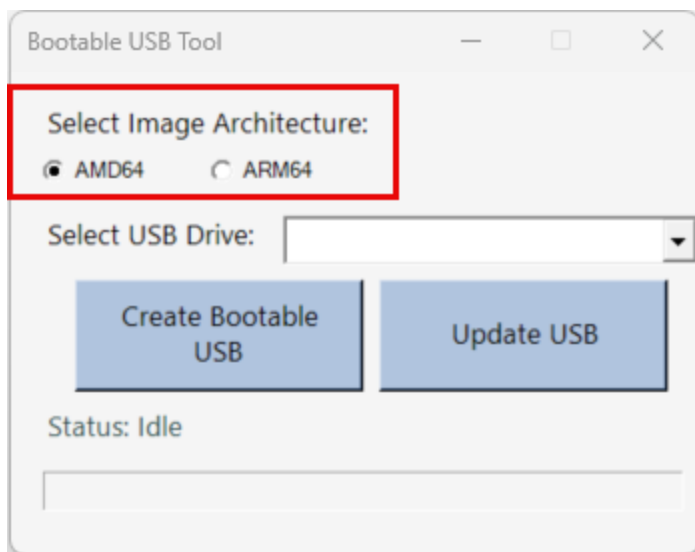 Bootable USB Tool
Select Image Architecture:
AMD64 ARM64
Select USB Drive:
Create Bootable
USB
Update USB
Status: Idle